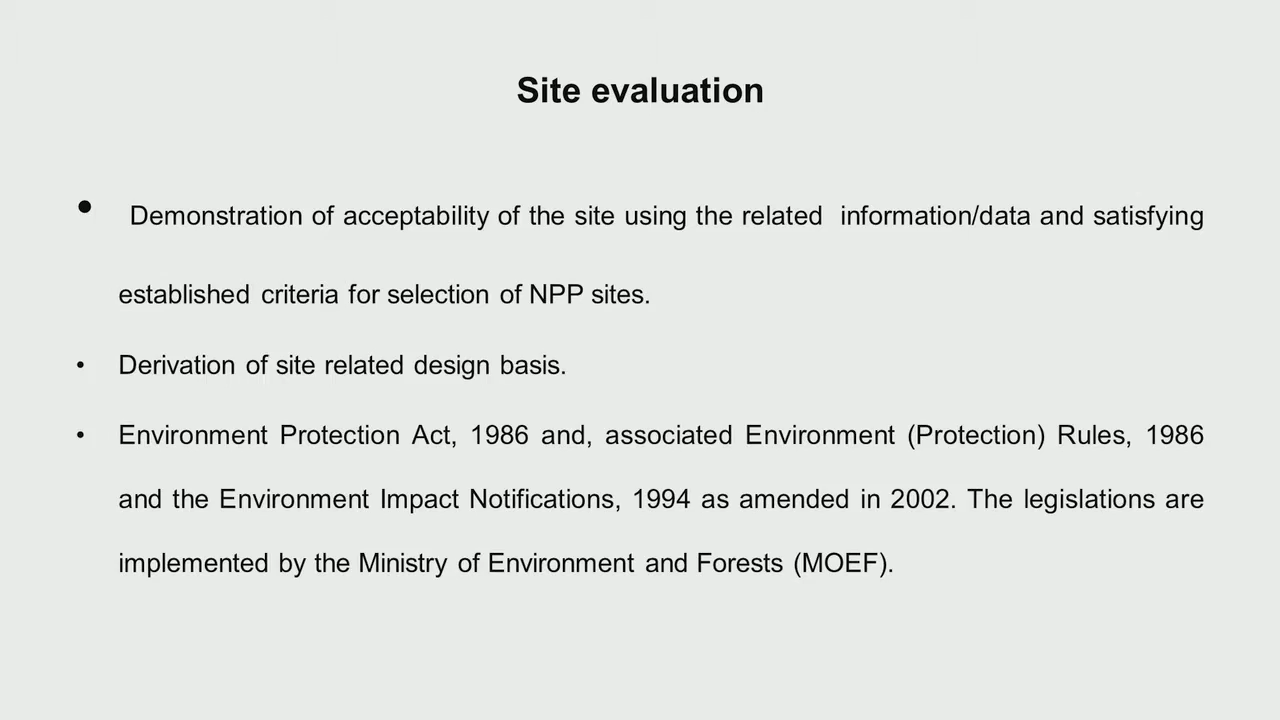 Site evaluation
• Demonstration of acceptability of the site using the related information/data and satisfying
established criteria for selection of NPP sites.
• Derivation of site related design basis.
• Environment Protection Act, 1986 and, associated Environment (Protection) Rules, 1986
and the Environment Impact Notifications, 1994 as amended in 2002. The legislations are
implemented by the Ministry of Environment and Forests (MOEF).